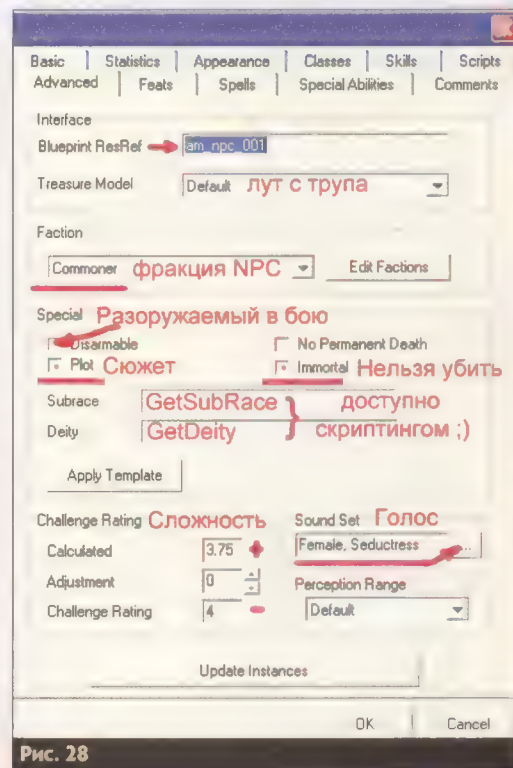 Basic Statistics Appearance Classes Skills Scripts
Advanced Feats Spells Special Abilities Comments
Interface
Blueprint ResRef am_npc_001
Treasure Model Default лут с трупа
Faction
Commoner фракция NPC Edit Factions
Special Разоружаемый в бою
Disarmable No Permanent Death
Plot Сюжет Immortal Нельзя убить
Subrace GetSubRace } доступно
Deity GetDeity скриптингом ;)
Apply Template
Challenge Rating Сложность Sound Set Голос
Calculated 3.75 Female, Seductress ...
Adjustment 0 Perception Range
Challenge Rating 4 Default
Update Instances
OK Cancel
Рис. 28